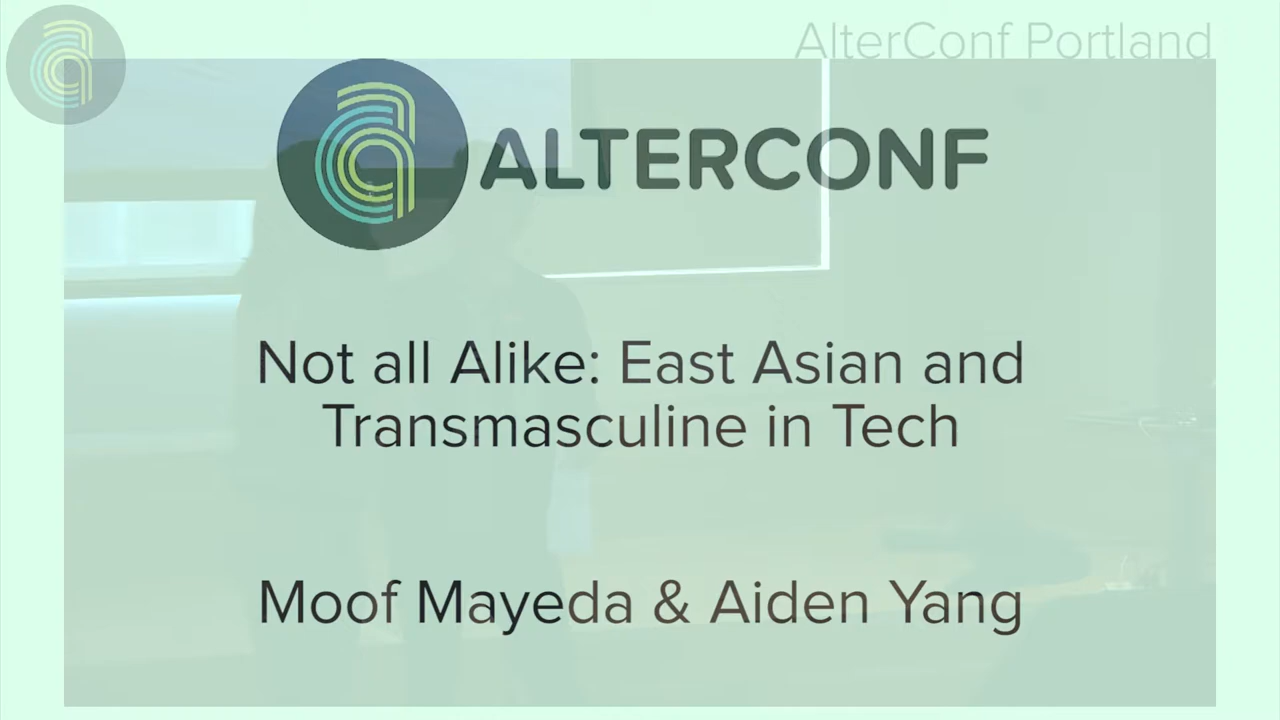 AlterConf Portland
ALTERCONF
Not all Alike: East Asian and
Transmasculine in Tech
Moof Mayeda & Aiden Yang